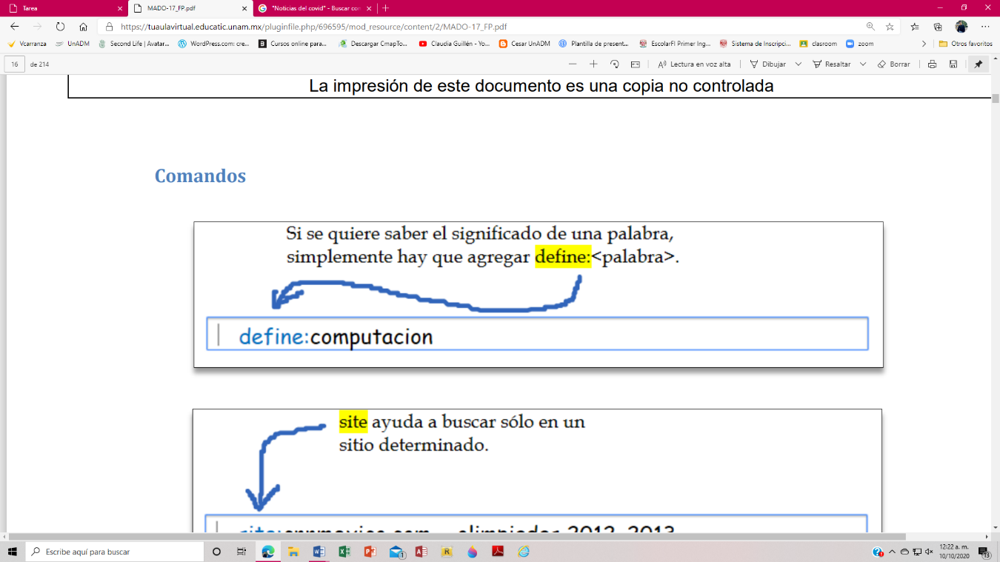 Tarea
MADO-17_FP.pdf
"Noticias del covid" - Buscar co
https://tuaulavirtual.educatic.unam.mx/pluginfile.php/696595/mod_resource/content/2/MADO-17_FP.pdf
Vcarranza
UnADM
Second Life | Avatar...
WordPress.com: cre...
Cursos online para...
Descargar CmapTo...
Claudia Guillén - Yo...
Cesar UnADM
Plantilla de present...
EscolarFI Primer Ing...
Sistema de Inscripci...
clasroom
zoom
Otros favoritos
16 de 214
Lectura en voz alta
Dibujar
Resaltar
Borrar
La impresión de este documento es una copia no controlada
Comandos
Si se quiere saber el significado de una palabra,
simplemente hay que agregar define:<palabra>.
define:computacion
site ayuda a buscar sólo en un
sitio determinado.
Escribe aquí para buscar
12:22 a. m.
10/10/2020
13